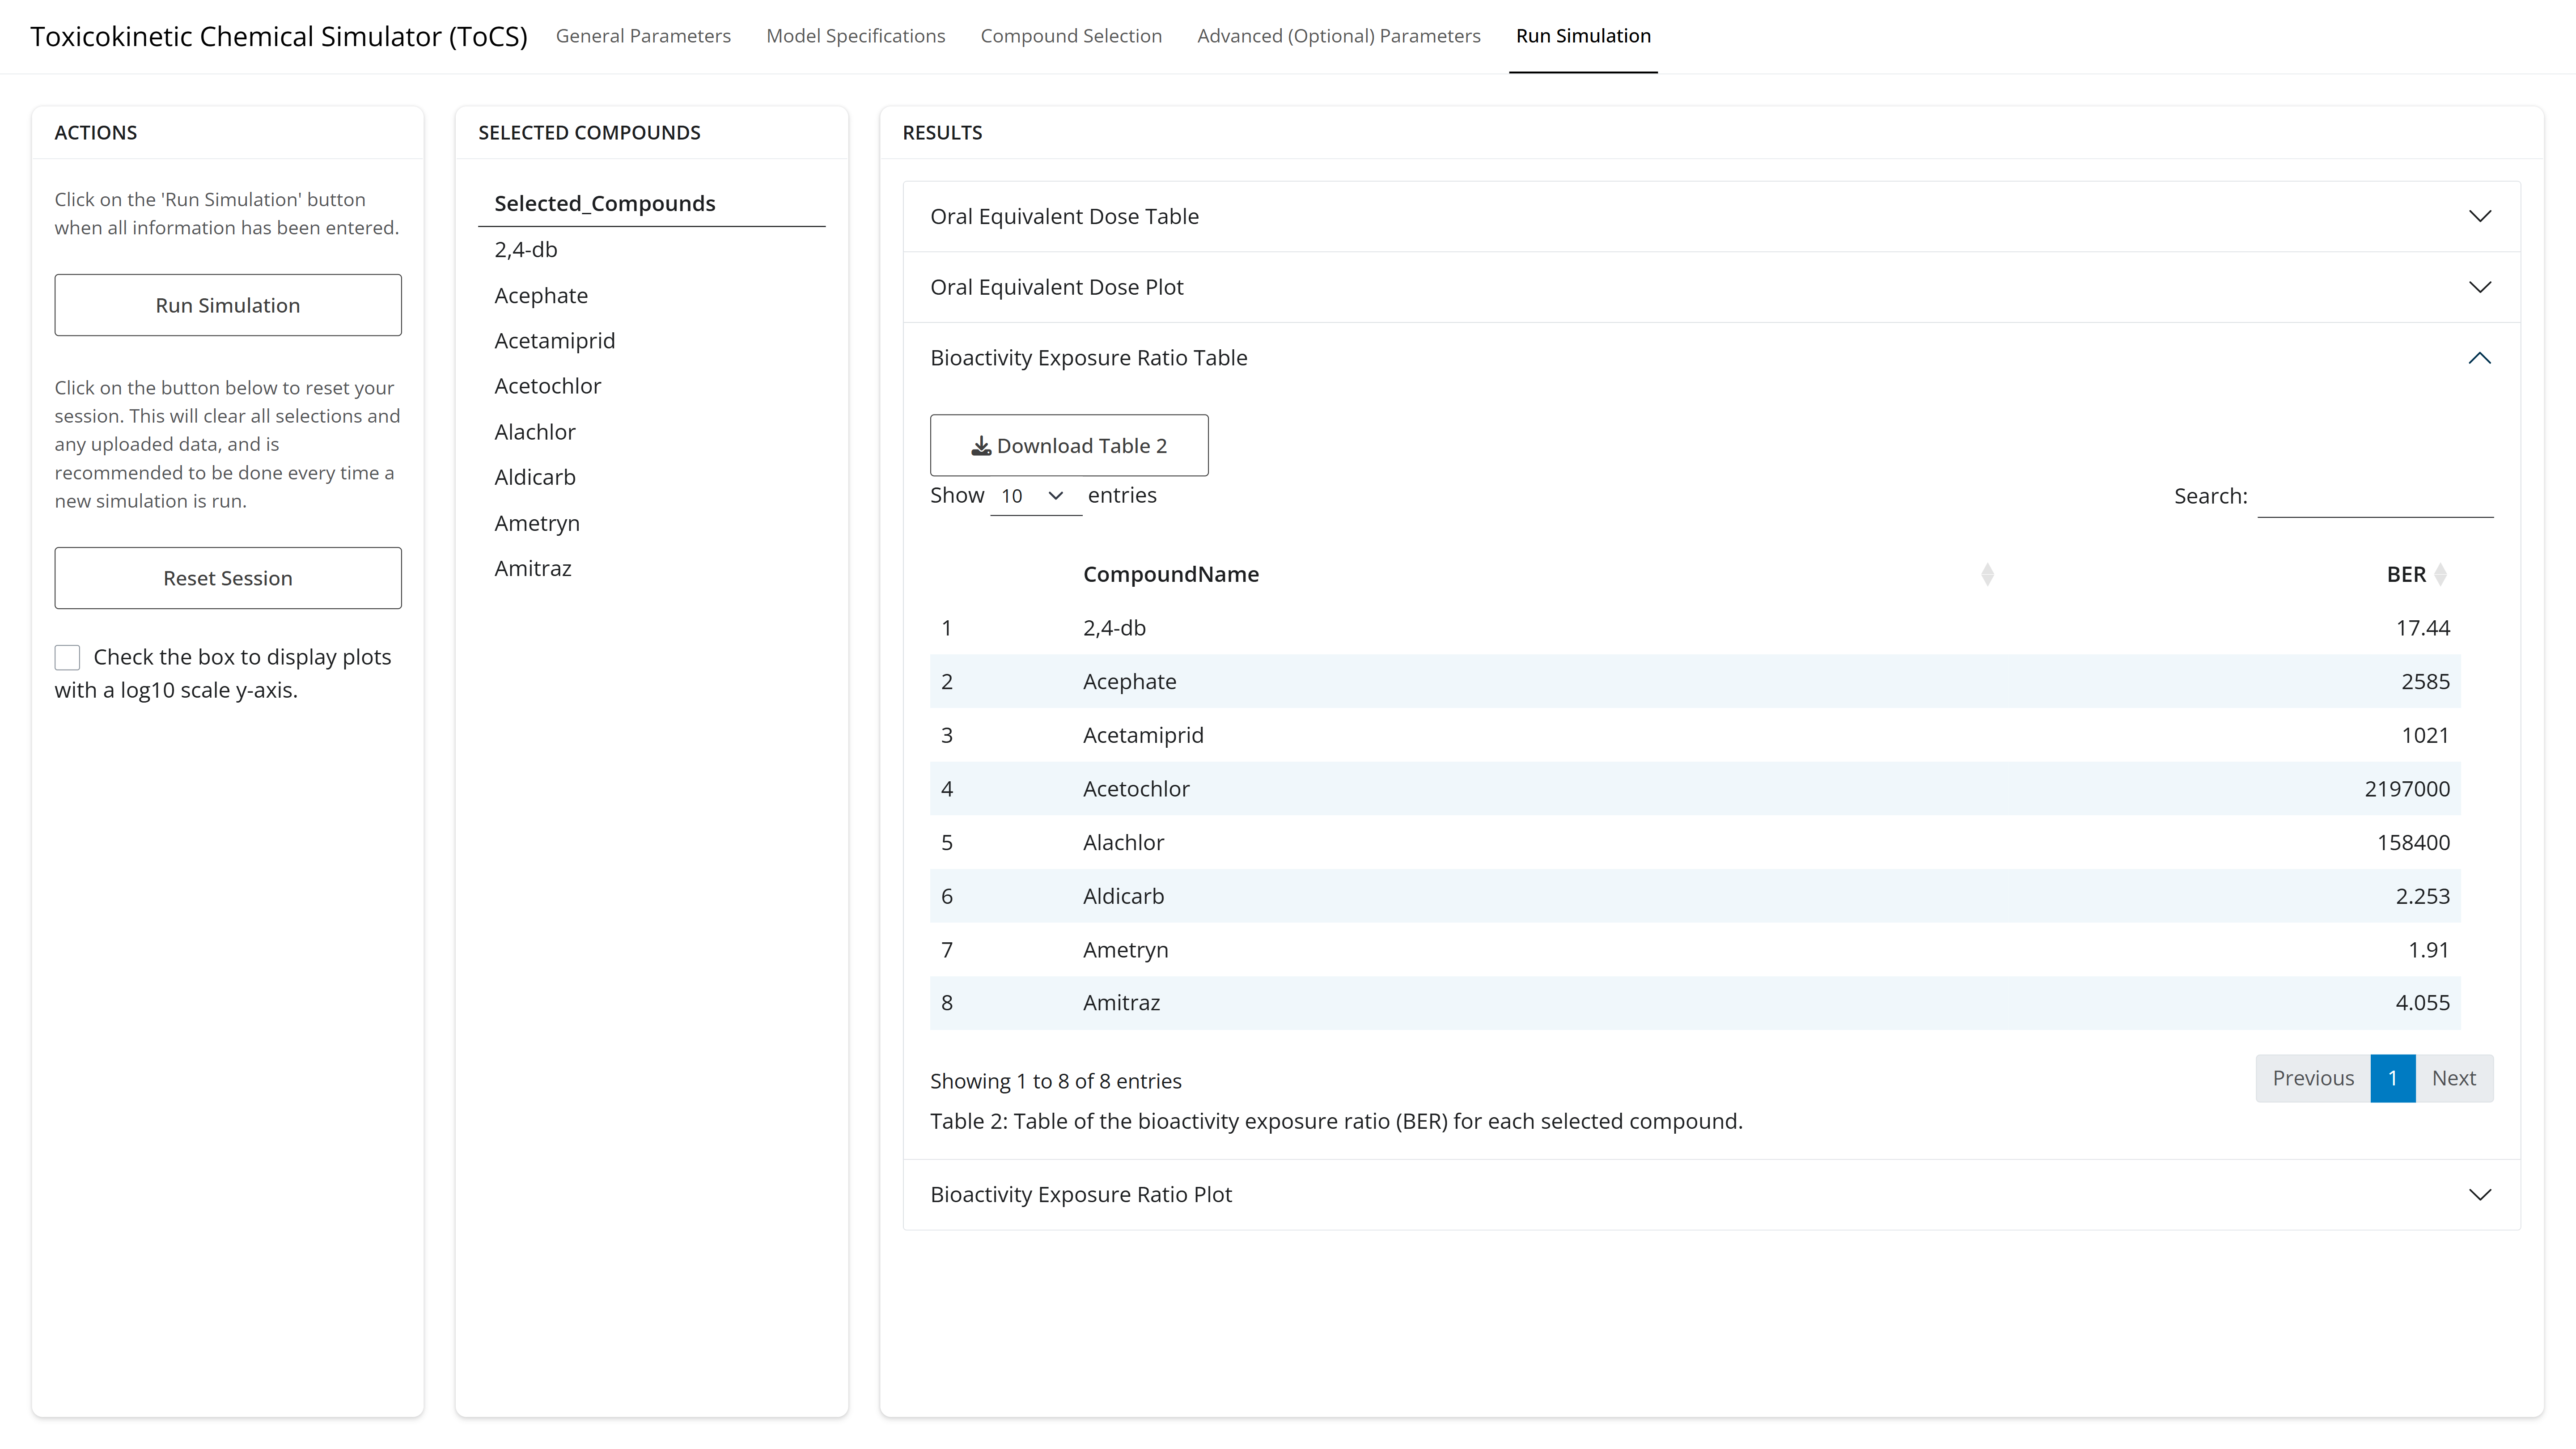 Toxicokinetic Chemical Simulator (ToCS) General Parameters Model Specifications Compound Selection Advanced (Optional) Parameters Run Simulation
ACTIONS
Click on the 'Run Simulation' button
when all information has been entered.
Run Simulation
Click on the button below to reset your
session. This will clear all selections and
any uploaded data, and is
recommended to be done every time a
new simulation is run.
Reset Session
Check the box to display plots
with a log10 scale y-axis.
SELECTED COMPOUNDS
Selected_Compounds
2,4-db
Acephate
Acetamiprid
Acetochlor
Alachlor
Aldicarb
Ametryn
Amitraz
RESULTS
Oral Equivalent Dose Table
Oral Equivalent Dose Plot
Bioactivity Exposure Ratio Table
Download Table 2
Show 10 entries Search:
CompoundName BER
1 2,4-db 17.44
2 Acephate 2585
3 Acetamiprid 1021
4 Acetochlor 2197000
5 Alachlor 158400
6 Aldicarb 2.253
7 Ametryn 1.91
8 Amitraz 4.055
Showing 1 to 8 of 8 entries Previous 1 Next
Table 2: Table of the bioactivity exposure ratio (BER) for each selected compound.
Bioactivity Exposure Ratio Plot